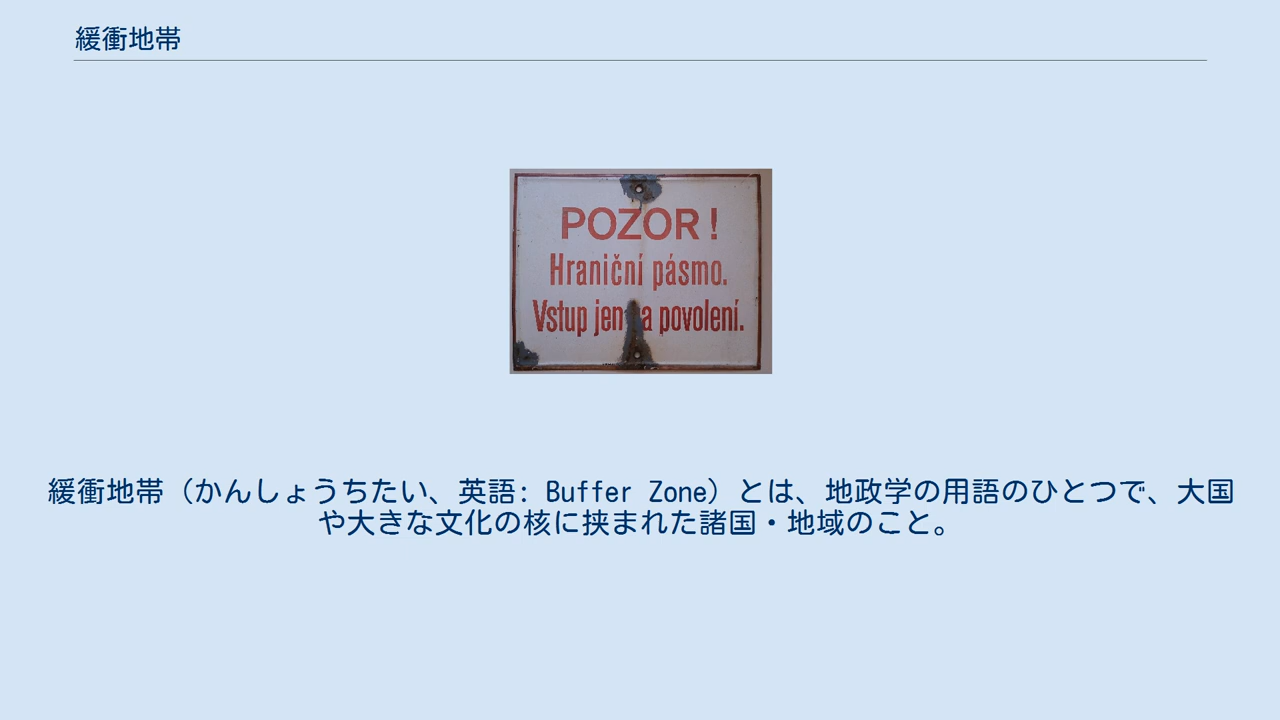 緩衝地帯
POZOR !
Hraniční pásmo.
Vstup jen a povolení.
緩衝地帯（かんしょうちたい、英語: Buffer Zone）とは、地政学の用語のひとつで、大国
や大きな文化の核に挟まれた諸国・地域のこと。